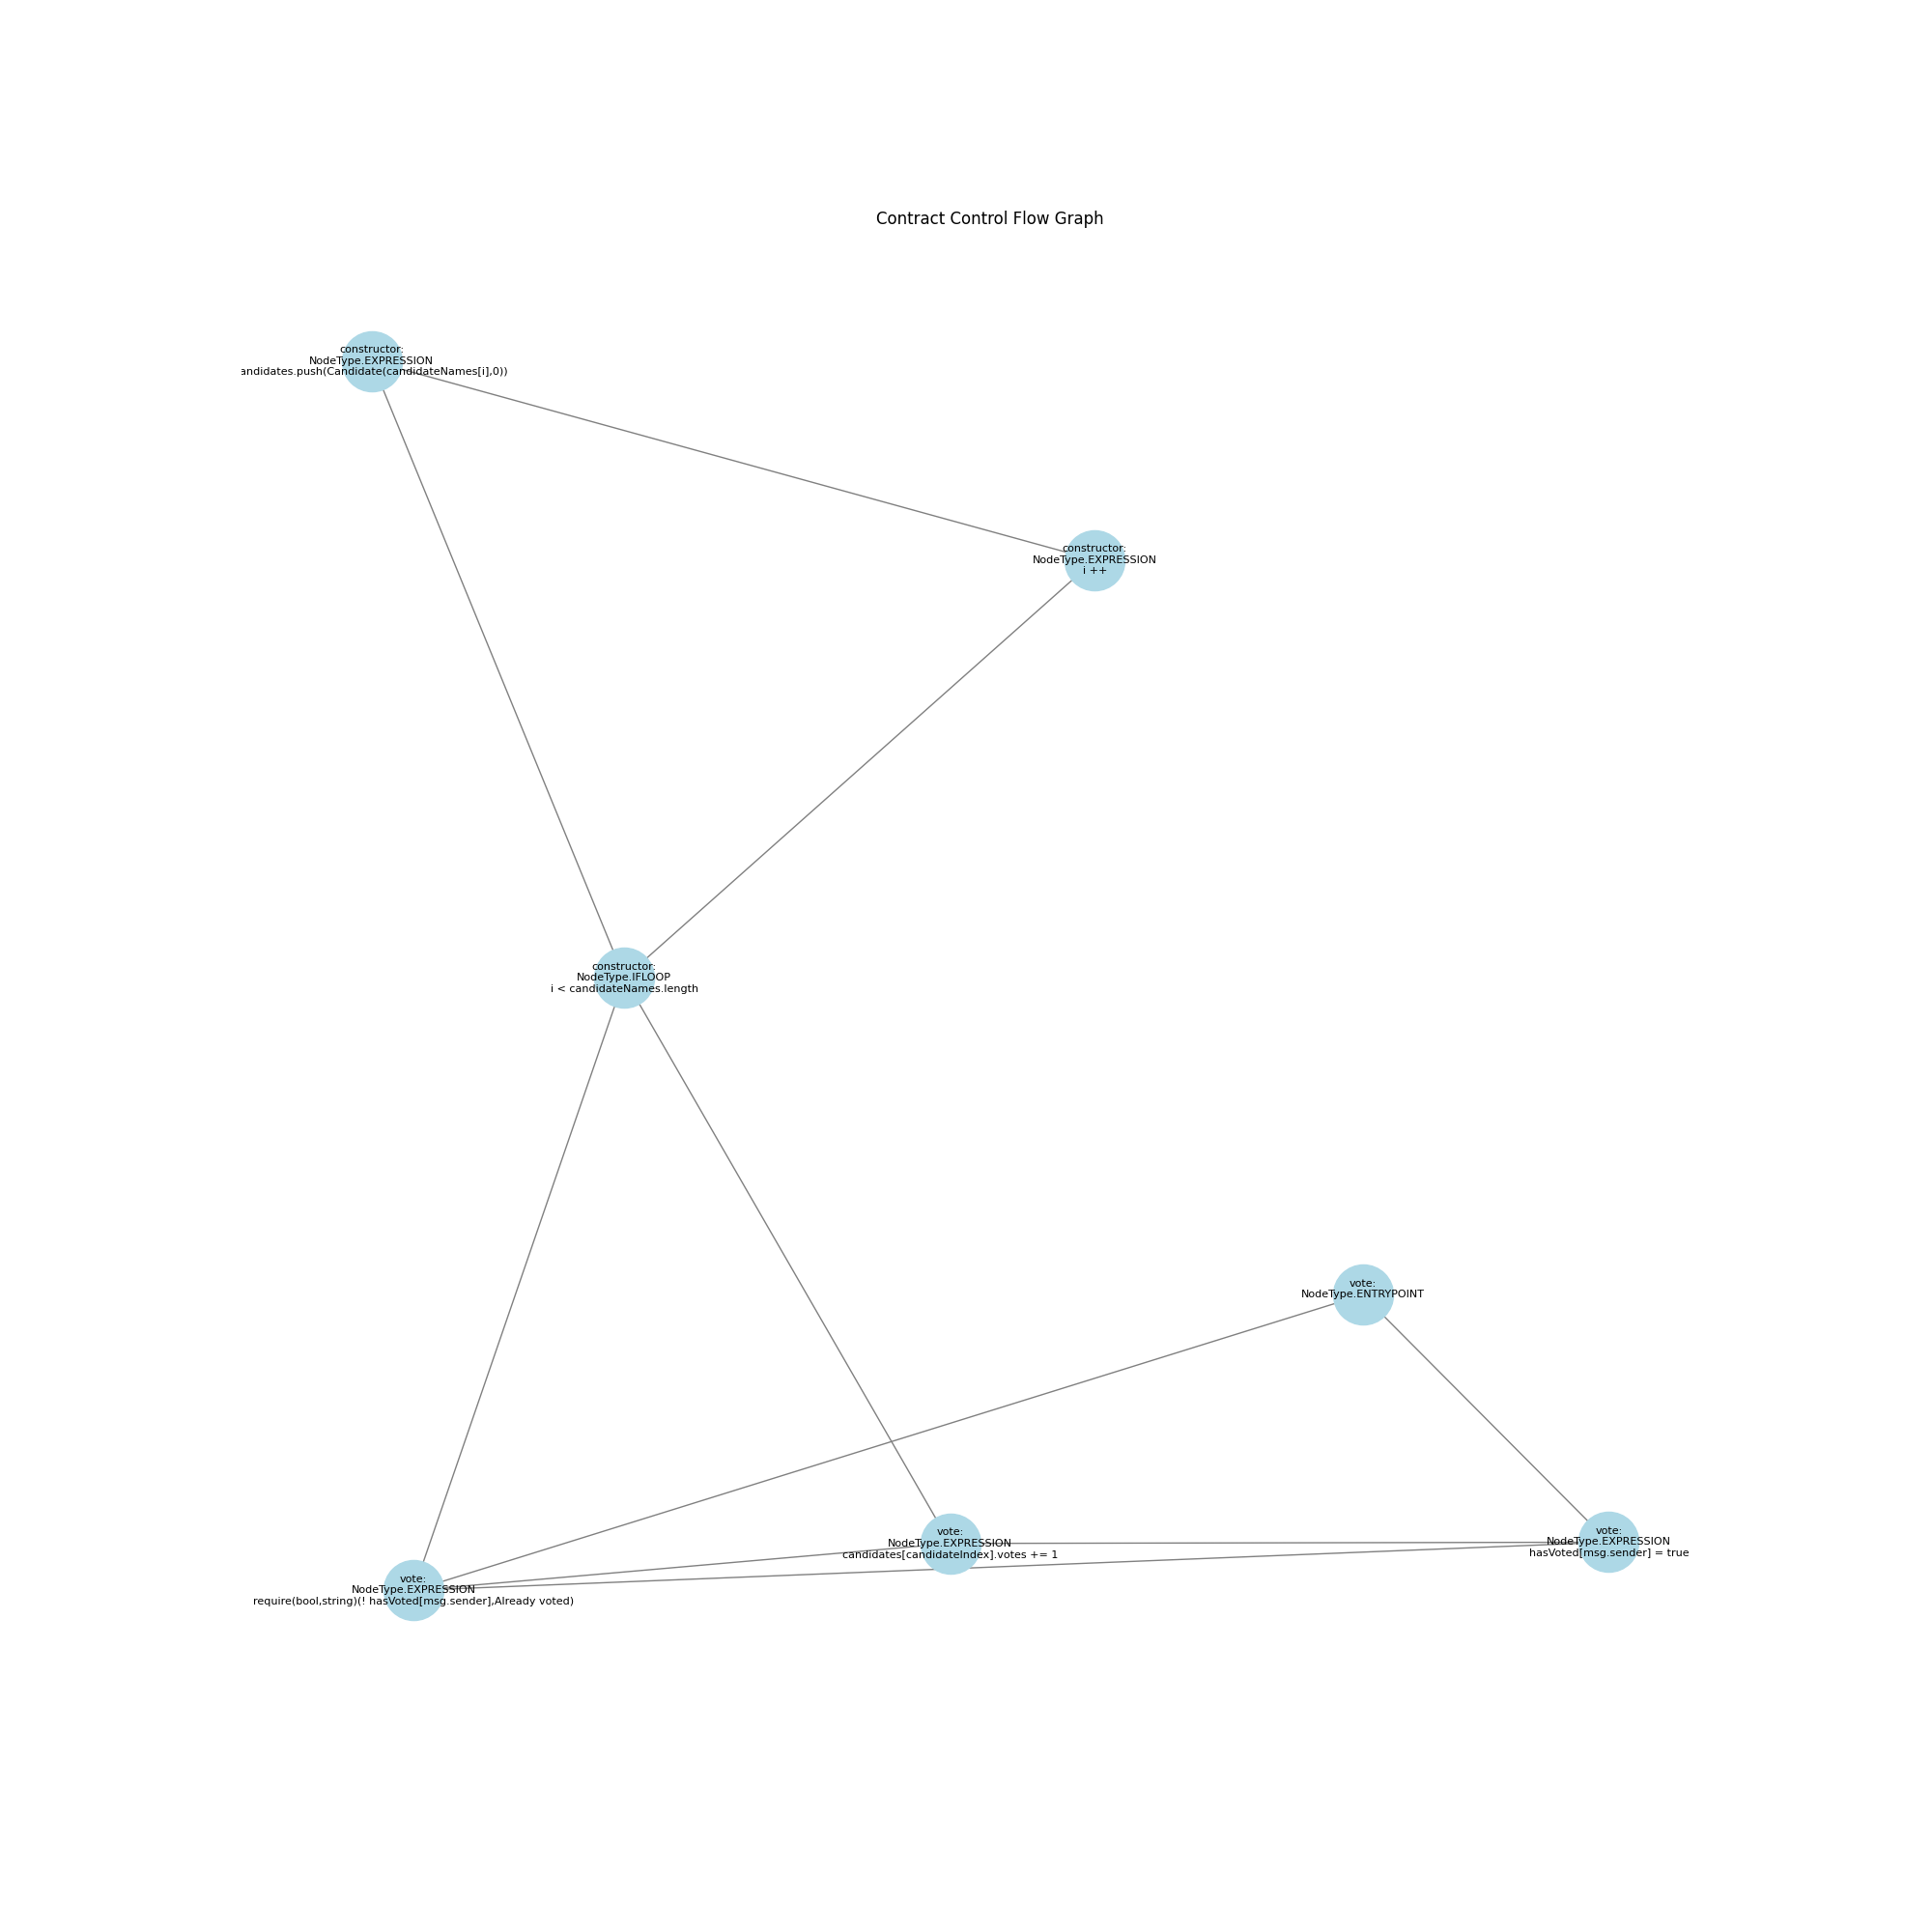 Contract Control Flow Graph
constructor:
NodeType.EXPRESSION
andidates.push(Candidate(candidateNames[i],0))
constructor:
NodeType.EXPRESSION
i ++
constructor:
NodeType.IFLOOP
i < candidateNames.length
vote:
NodeType.ENTRYPOINT
vote:
NodeType.EXPRESSION
candidates[candidateIndex].votes += 1
vote:
NodeType.EXPRESSION
hasVoted[msg.sender] = true
vote:
NodeType.EXPRESSION
require(bool,string)(! hasVoted[msg.sender],Already voted)